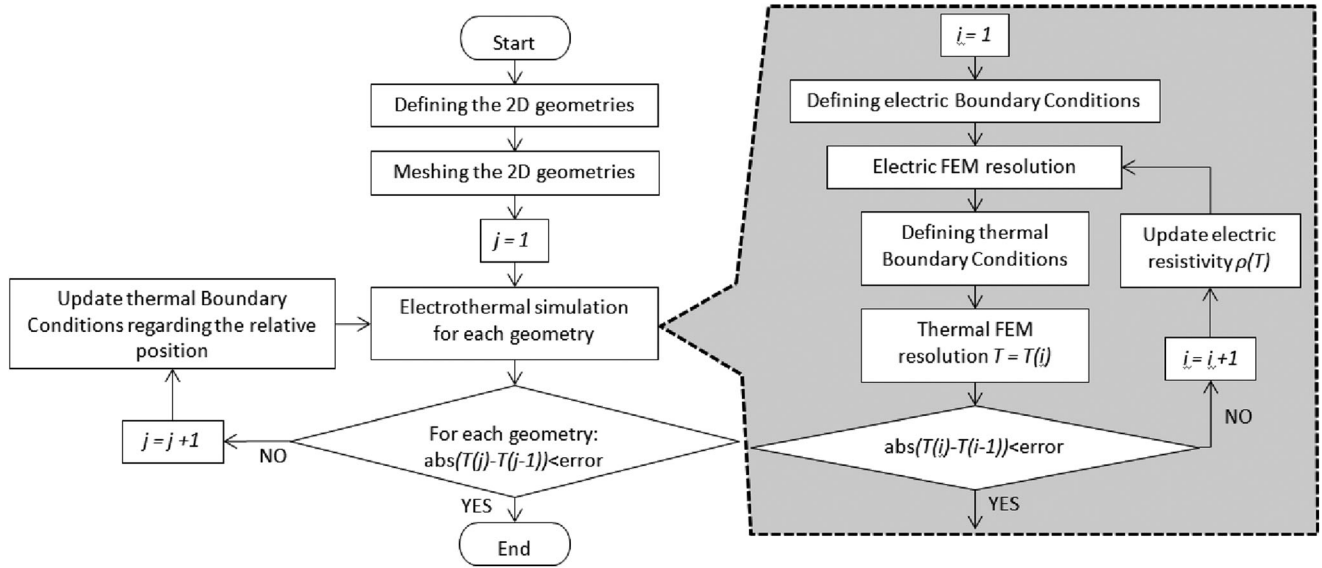 Start
Defining the 2D geometries
Meshing the 2D geometries
j = 1
Electrothermal simulation
for each geometry
Update thermal Boundary
Conditions regarding the relative
position
j = j +1
NO
For each geometry:
abs(T(j)-T(j-1))<error
YES
End
i = 1
Defining electric Boundary Conditions
Electric FEM resolution
Defining thermal
Boundary Conditions
Thermal FEM
resolution T = T(i)
abs(T(i)-T(i-1))<error
YES
NO
i = i +1
Update electric
resistivity ρ(T)